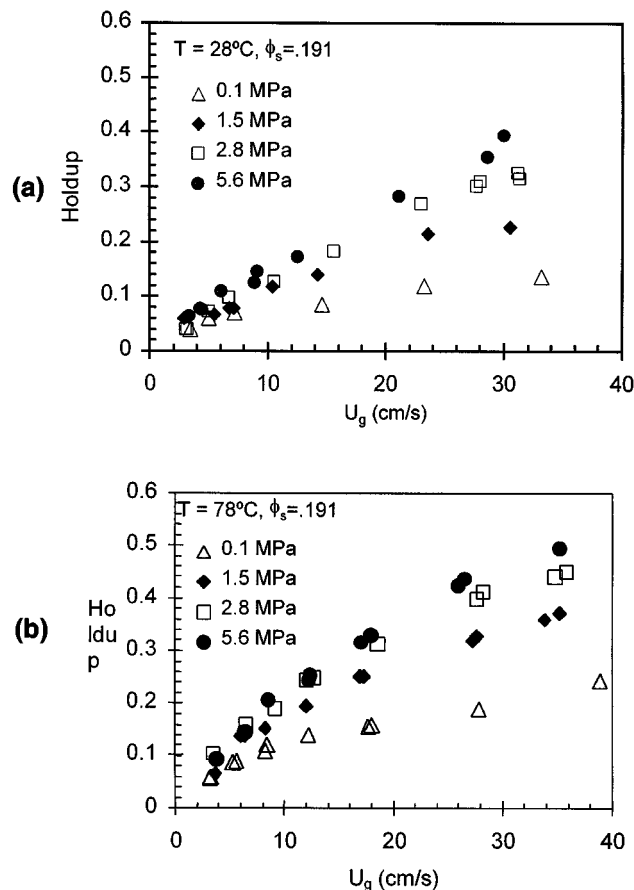 0.6
T = 28ºC, ϕs=.191
0.5
△ 0.1 MPa
◆ 1.5 MPa
0.4
□ 2.8 MPa
● 5.6 MPa
(a)
Holdup
0.3
0.2
0.1
0
0 10 20 30 40
Ug (cm/s)
0.6
T = 78ºC, ϕs=.191
0.5
△ 0.1 MPa
◆ 1.5 MPa
0.4
□ 2.8 MPa
● 5.6 MPa
(b)
Ho
ldu
p
0.3
0.2
0.1
0
0 10 20 30 40
Ug (cm/s)